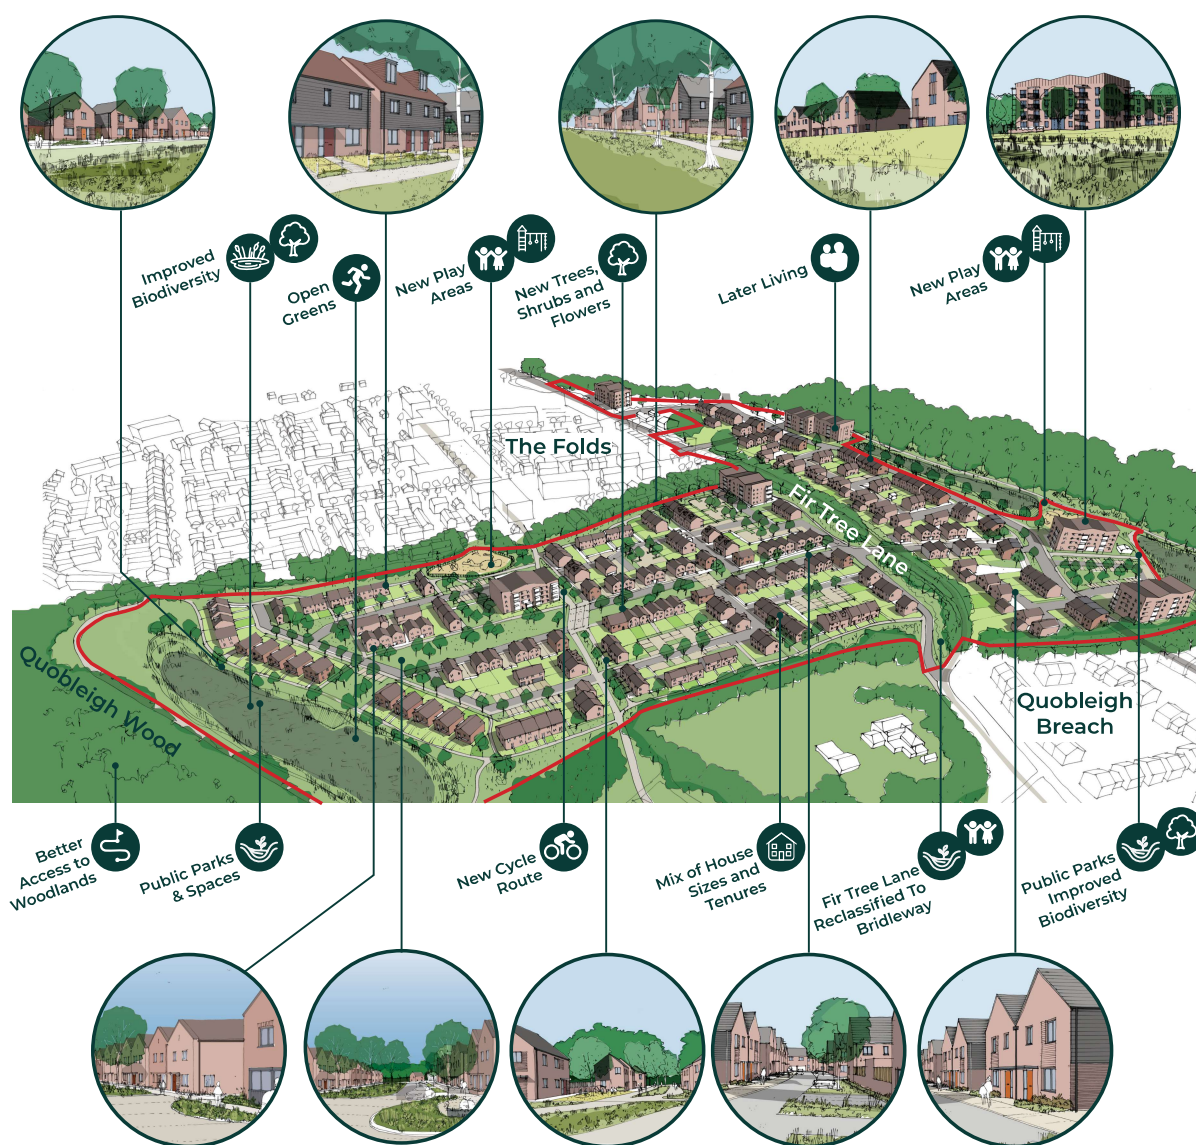 Improved
Biodiversity
Open
Greens
New Play
Areas
New Trees,
Shrubs and
Flowers
Later Living
New Play
Areas
The Folds
Fir Tree Lane
Quobleigh Wood
Quobleigh
Breach
Better
Access to
Woodlands
Public Parks
& Spaces
New Cycle
Route
Mix of House
Sizes and
Tenures
Fir Tree Lane
Reclassified To
Bridleway
Public Parks
Improved
Biodiversity